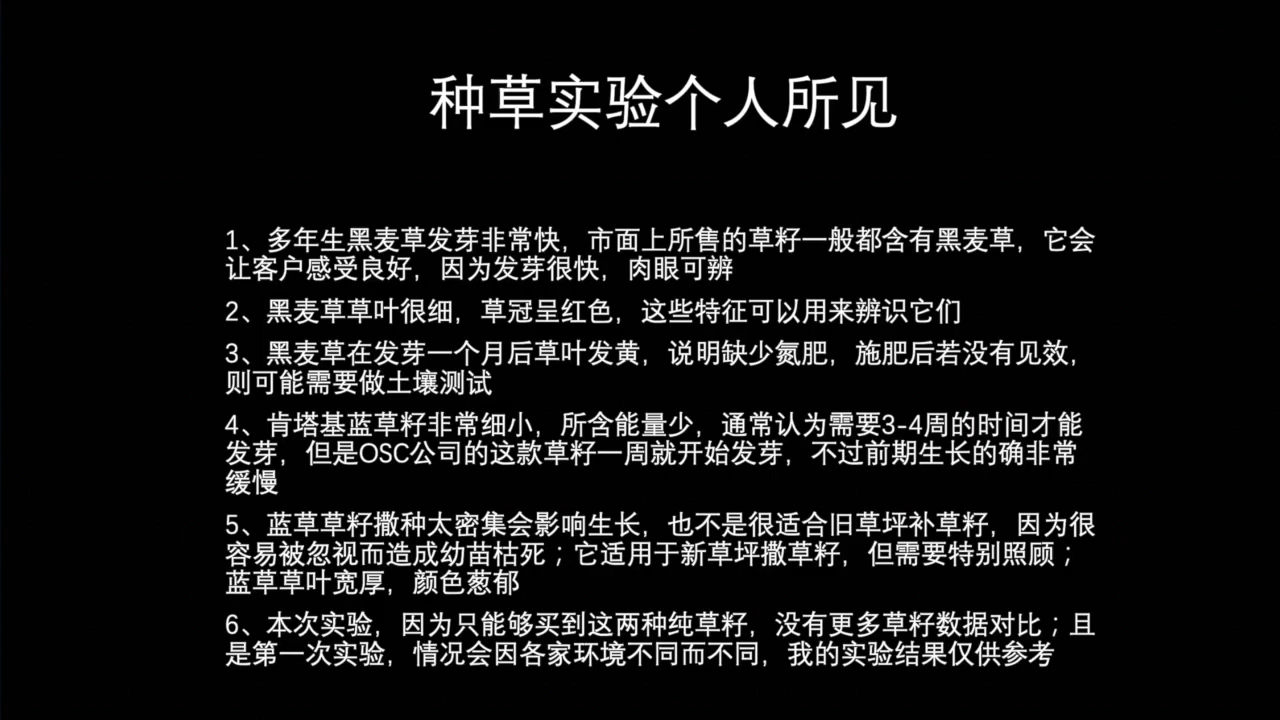 种草实验个人所见
1、多年生黑麦草发芽非常快，市面上所售的草籽一般都含有黑麦草，它会
让客户感受良好，因为发芽很快，肉眼可辨
2、黑麦草草叶很细，草冠呈红色，这些特征可以用来辨识它们
3、黑麦草在发芽一个月后草叶发黄，说明缺少氮肥，施肥后若没有见效，
则可能需要做土壤测试
4、肯塔基蓝草籽非常细小，所含能量少，通常认为需要3-4周的时间才能
发芽，但是OSC公司的这款草籽一周就开始发芽，不过前期生长的确非常
缓慢
5、蓝草草籽撒种太密集会影响生长，也不是很适合旧草坪补草籽，因为很
容易被忽视而造成幼苗枯死；它适用于新草坪撒草籽，但需要特别照顾；
蓝草草叶宽厚，颜色葱郁
6、本次实验，因为只能够买到这两种纯草籽，没有更多草籽数据对比；且
是第一次实验，情况会因各家环境不同而不同，我的实验结果仅供参考